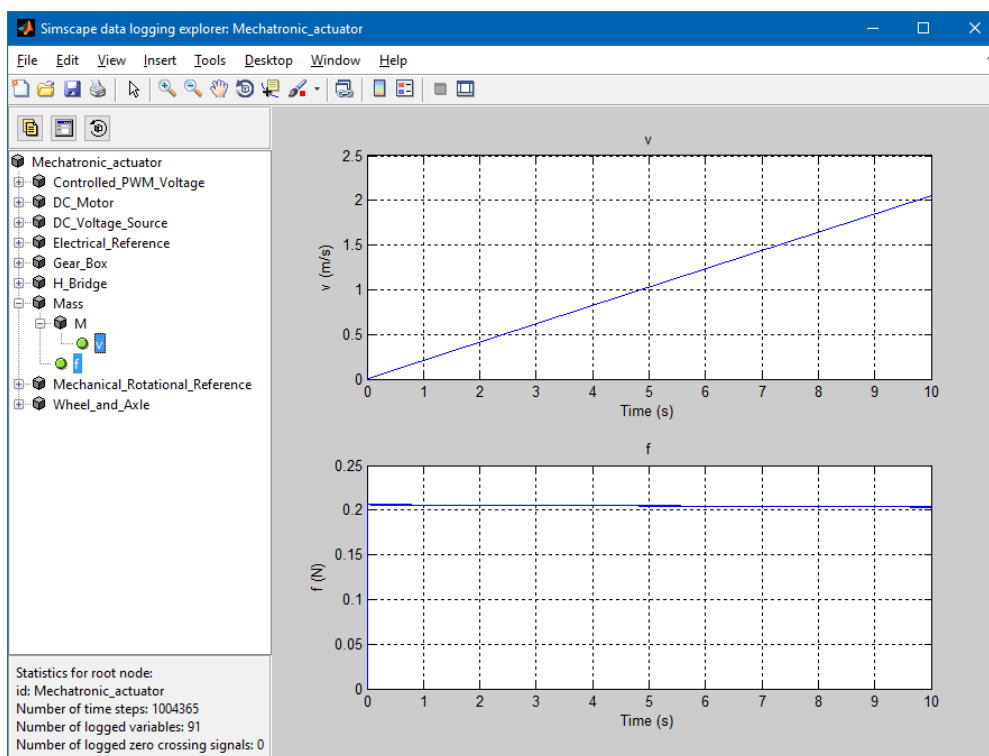 Simscape data logging explorer: Mechatronic_actuator
File Edit View Insert Tools Desktop Window Help
Mechatronic_actuator
Controlled_PWM_Voltage
DC_Motor
DC_Voltage_Source
Electrical_Reference
Gear_Box
H_Bridge
Mass
M
v
f
Mechanical_Rotational_Reference
Wheel_and_Axle
Statistics for root node:
id: Mechatronic_actuator
Number of time steps: 1004365
Number of logged variables: 91
Number of logged zero crossing signals: 0
v
2.5
2
1.5
1
0.5
0
v (m/s)
0 1 2 3 4 5 6 7 8 9 10
Time (s)
f
0.25
0.2
0.15
0.1
0.05
0
f (N)
0 1 2 3 4 5 6 7 8 9 10
Time (s)